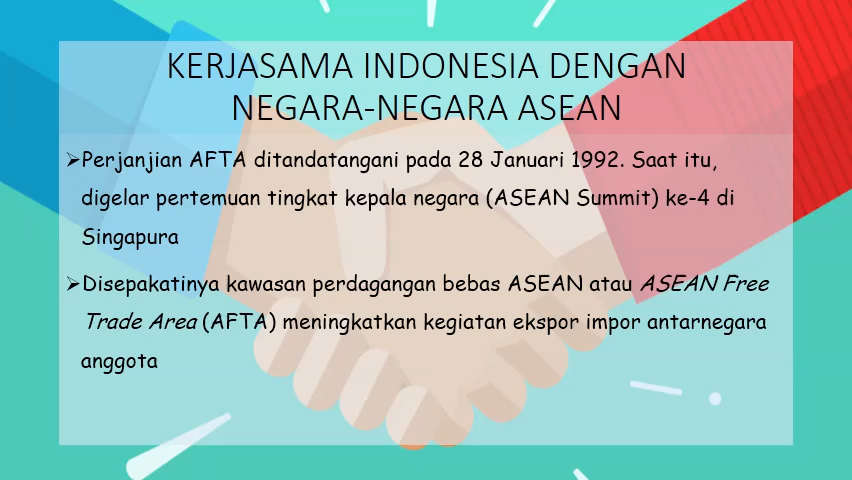 KERJASAMA INDONESIA DENGAN
NEGARA-NEGARA ASEAN
➢Perjanjian AFTA ditandatangani pada 28 Januari 1992. Saat itu,
digelar pertemuan tingkat kepala negara (ASEAN Summit) ke-4 di
Singapura
➢Disepakatinya kawasan perdagangan bebas ASEAN atau ASEAN Free
Trade Area (AFTA) meningkatkan kegiatan ekspor impor antarnegara
anggota